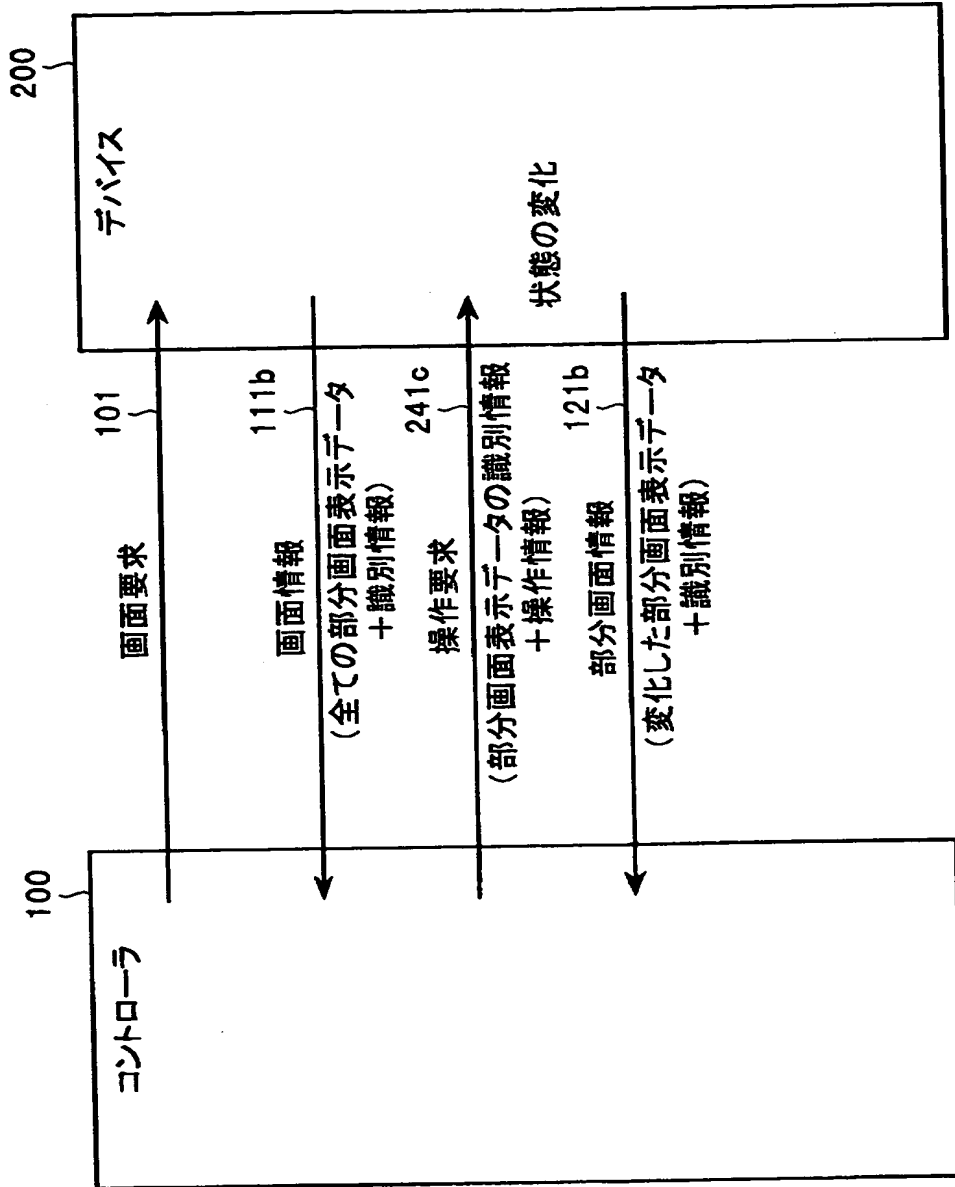 100
コントローラ
200
デバイス
画面要求
101
画面情報
111b
(全ての部分画面表示データ
+識別情報)
操作要求
241c
(部分画面表示データの識別情報
+操作情報)
状態の変化
部分画面情報
121b
(変化した部分画面表示データ
+識別情報)